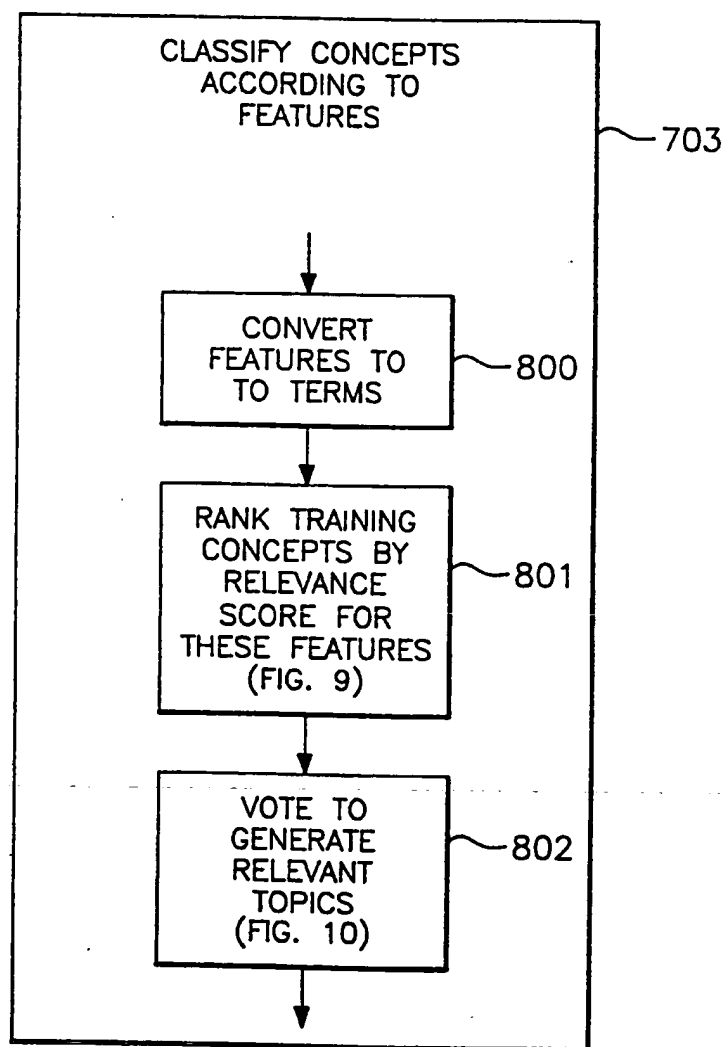 CLASSIFY CONCEPTS
ACCORDING TO
FEATURES
703
CONVERT
FEATURES TO
TO TERMS
800
RANK TRAINING
CONCEPTS BY
RELEVANCE
SCORE FOR
THESE FEATURES
(FIG. 9)
801
VOTE TO
GENERATE
RELEVANT
TOPICS
(FIG. 10)
802